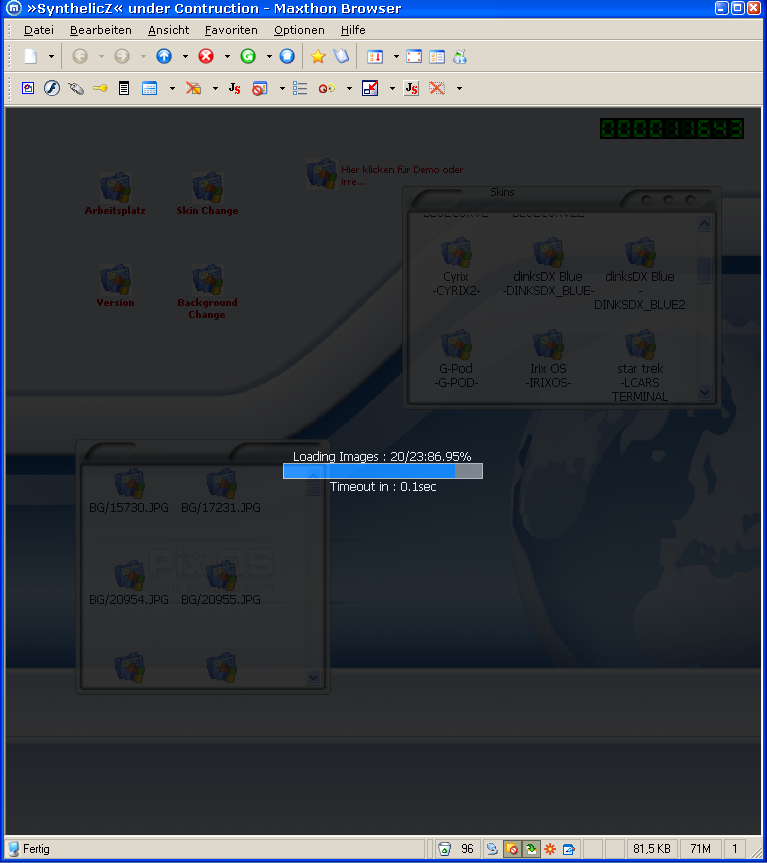 »SynthelicZ« under Contruction - Maxthon Browser
Datei Bearbeiten Ansicht Favoriten Optionen Hilfe
000011643
Hier klicken für Demo oder
irre...
Arbeitsplatz Skin Change
Version Background
Change
Skins
Cyrix dinksDX Blue dinksDX Blue
-CYRIX2- -DINKSDX_BLUE- -
DINKSDX_BLUE2-
G-Pod Irix OS star trek
-G-POD- -IRIXOS- -LCARS
TERMINAL
Loading Images : 20/23:86.95%
Timeout in : 0.1sec
BG/15730.JPG BG/17231.JPG
Pix OS
BG/20954.JPG BG/20955.JPG
Fertig 96 81,5 KB 71M 1